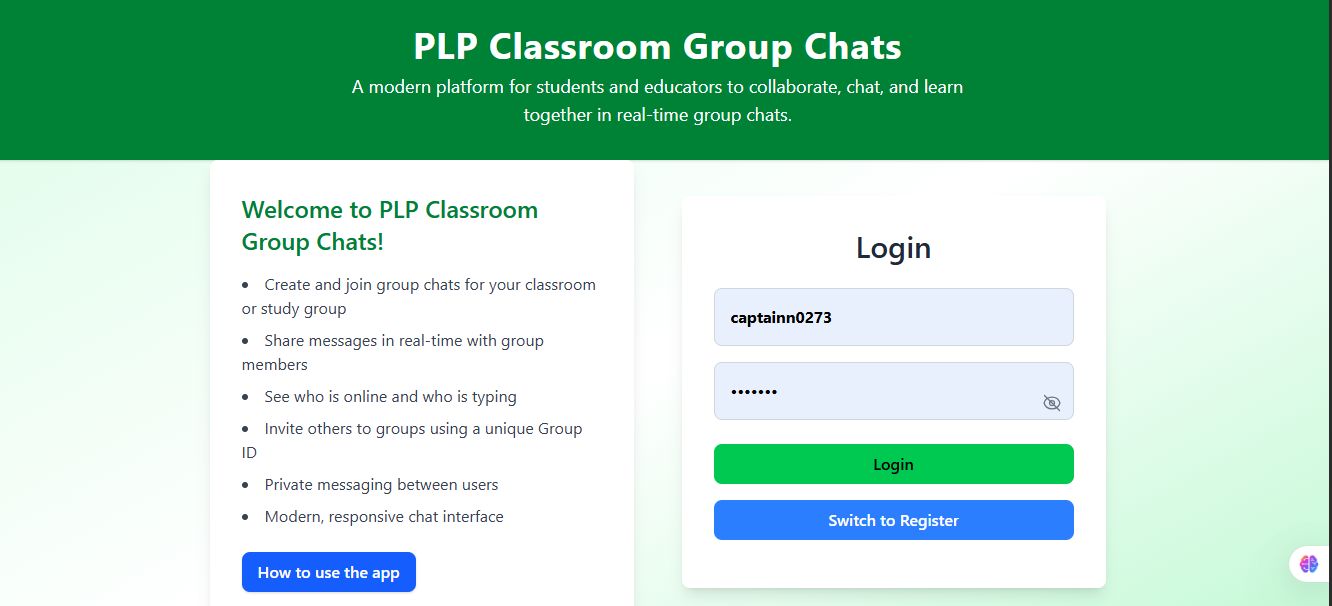 PLP Classroom Group Chats
A modern platform for students and educators to collaborate, chat, and learn
together in real-time group chats.
Welcome to PLP Classroom
Group Chats!
• Create and join group chats for your classroom
or study group
• Share messages in real-time with group
members
• See who is online and who is typing
• Invite others to groups using a unique Group
ID
• Private messaging between users
• Modern, responsive chat interface
How to use the app
Login
captainn0273
•••••••
Login
Switch to Register